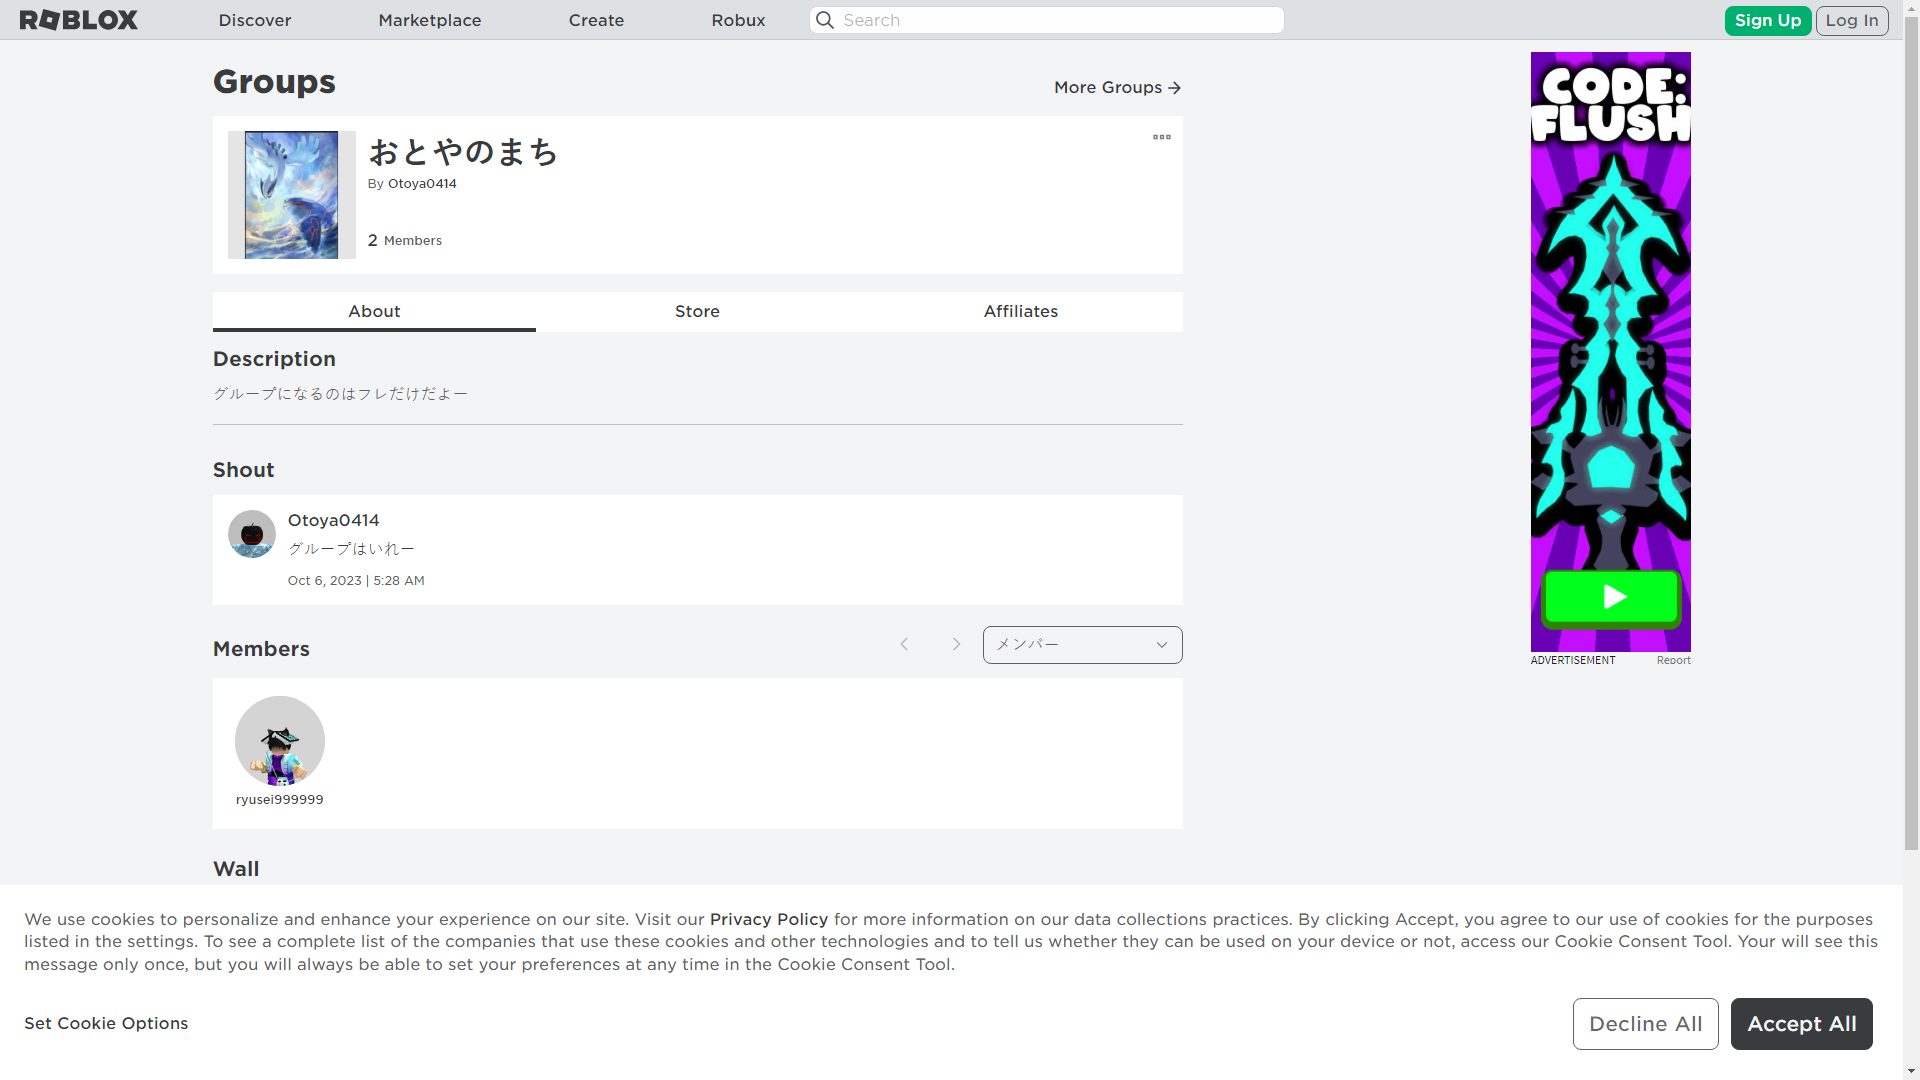 ROBLOX
Discover
Marketplace
Create
Robux
Search
Sign Up
Log In
Groups
More Groups
おとやのまち
By Otoya0414
2 Members
About
Store
Affiliates
Description
グループになるのはフレだけだよー
Shout
Otoya0414
グループはいれー
Oct 6, 2023 | 5:28 AM
Members
メンバー
ryusei999999
Wall
CODE:
FLUSH
ADVERTISEMENT
Report
We use cookies to personalize and enhance your experience on our site. Visit our Privacy Policy for more information on our data collections practices. By clicking Accept, you agree to our use of cookies for the purposes
listed in the settings. To see a complete list of the companies that use these cookies and other technologies and to tell us whether they can be used on your device or not, access our Cookie Consent Tool. Your will see this
message only once, but you will always be able to set your preferences at any time in the Cookie Consent Tool.
Set Cookie Options
Decline All
Accept All